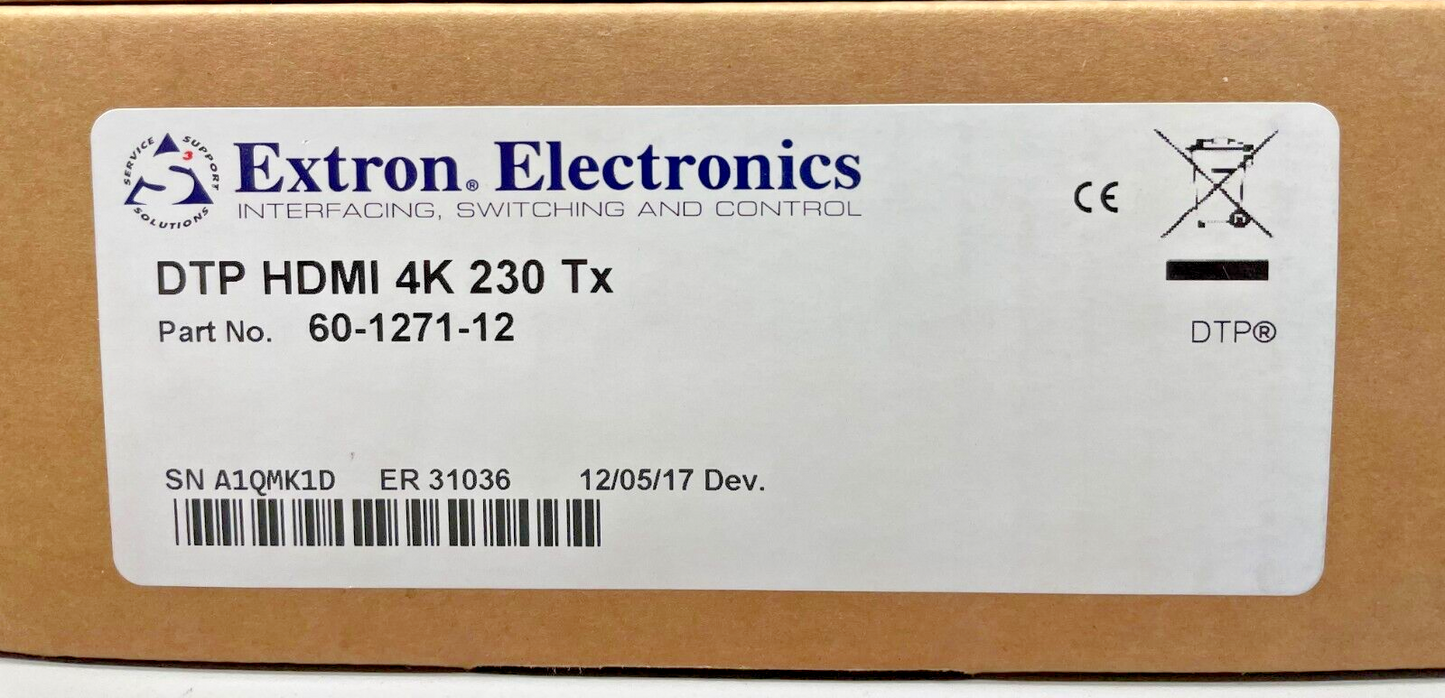 SERVICE SUPPORT SOLUTIONS
S3
Extron® Electronics
INTERFACING, SWITCHING AND CONTROL
CE
DTP HDMI 4K 230 Tx
Part No. 60-1271-12
DTP®
SN A1QMK1D ER 31036 12/05/17 Dev.